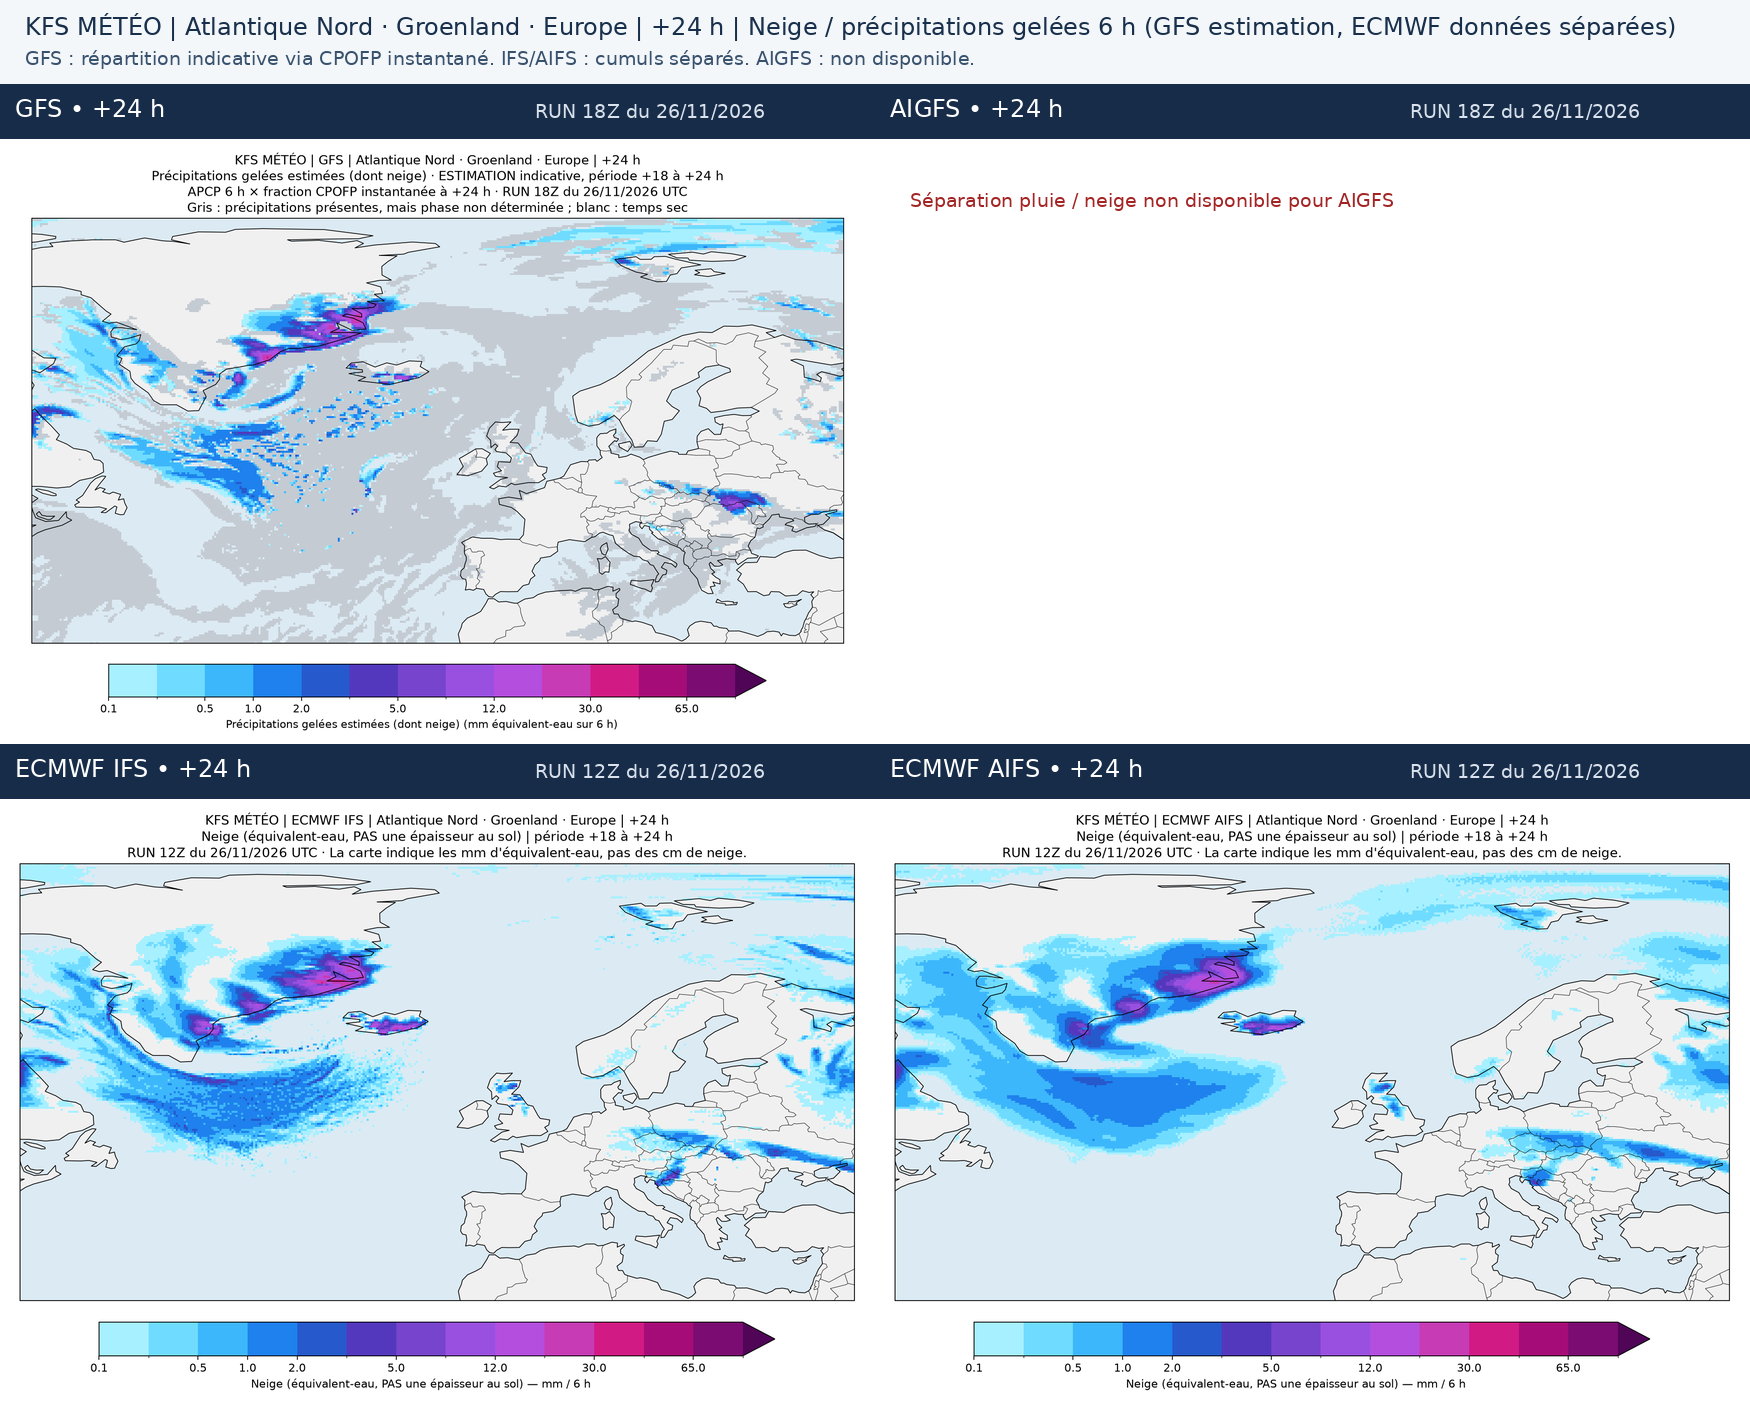 KFS MÉTÉO | Atlantique Nord · Groenland · Europe | +24 h | Neige / précipitations gelées 6 h (GFS estimation, ECMWF données séparées)
GFS : répartition indicative via CPOFP instantané. IFS/AIFS : cumuls séparés. AIGFS : non disponible.
GFS • +24 h
RUN 18Z du 26/11/2026
AIGFS • +24 h
RUN 18Z du 26/11/2026
KFS MÉTÉO | GFS | Atlantique Nord · Groenland · Europe | +24 h
Précipitations gelées estimées (dont neige) · ESTIMATION indicative, période +18 à +24 h
APCP 6 h × fraction CPOFP instantanée à +24 h · RUN 18Z du 26/11/2026 UTC
Gris : précipitations présentes, mais phase non déterminée ; blanc : temps sec
Séparation pluie / neige non disponible pour AIGFS
0.1 0.5 1.0 2.0 5.0 12.0 30.0 65.0
Précipitations gelées estimées (dont neige) (mm équivalent-eau sur 6 h)
ECMWF IFS • +24 h
RUN 12Z du 26/11/2026
ECMWF AIFS • +24 h
RUN 12Z du 26/11/2026
KFS MÉTÉO | ECMWF IFS | Atlantique Nord · Groenland · Europe | +24 h
Neige (équivalent-eau, PAS une épaisseur au sol) | période +18 à +24 h
RUN 12Z du 26/11/2026 UTC · La carte indique les mm d'équivalent-eau, pas des cm de neige.
0.1 0.5 1.0 2.0 5.0 12.0 30.0 65.0
Neige (équivalent-eau, PAS une épaisseur au sol) — mm / 6 h
KFS MÉTÉO | ECMWF AIFS | Atlantique Nord · Groenland · Europe | +24 h
Neige (équivalent-eau, PAS une épaisseur au sol) | période +18 à +24 h
RUN 12Z du 26/11/2026 UTC · La carte indique les mm d'équivalent-eau, pas des cm de neige.
0.1 0.5 1.0 2.0 5.0 12.0 30.0 65.0
Neige (équivalent-eau, PAS une épaisseur au sol) — mm / 6 h